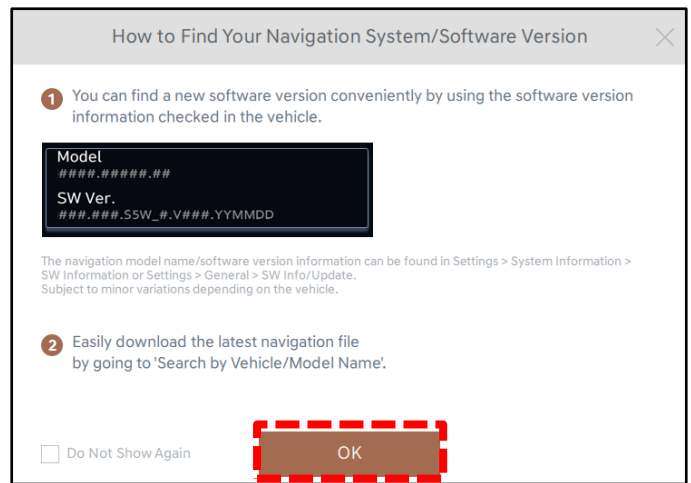 How to Find Your Navigation System/Software Version
1 You can find a new software version conveniently by using the software version
information checked in the vehicle.
Model
####.#####.##
SW Ver.
###.###.S5W_#.V###.YYMMDD
The navigation model name/software version information can be found in Settings > System Information >
SW Information or Settings > General > SW Info/Update.
Subject to minor variations depending on the vehicle.
2 Easily download the latest navigation file
by going to 'Search by Vehicle/Model Name'.
Do Not Show Again
OK